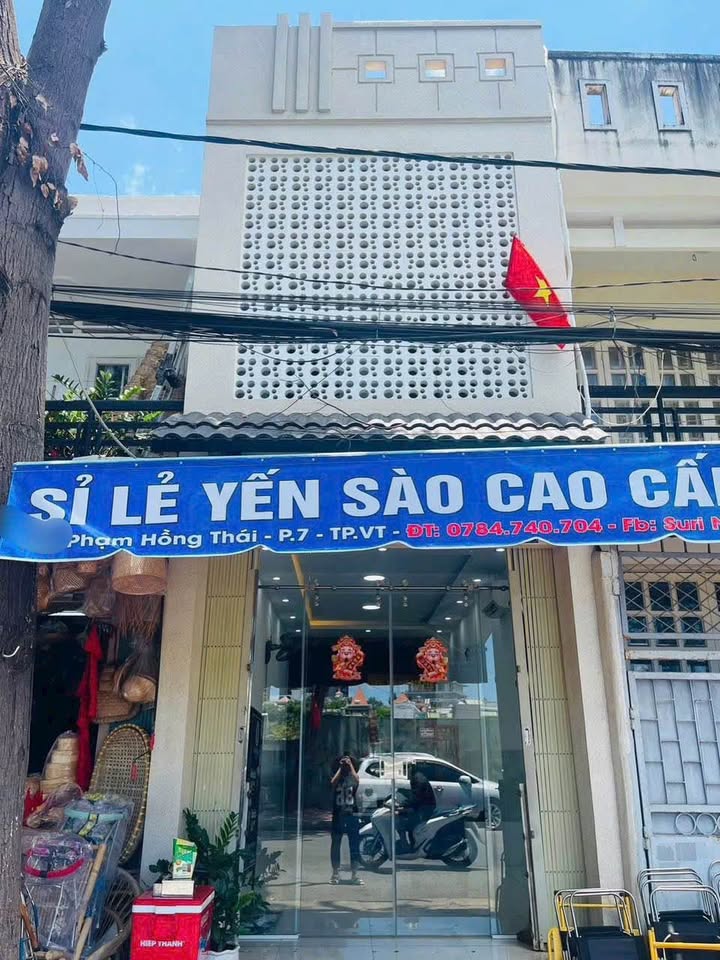 SỈ LẺ YẾN SÀO CAO CẤ
Phạm Hồng Thái - P.7 - TP.VT - ĐT: 0784.740.704 - Fb: Suri
HIỆP THÀNH